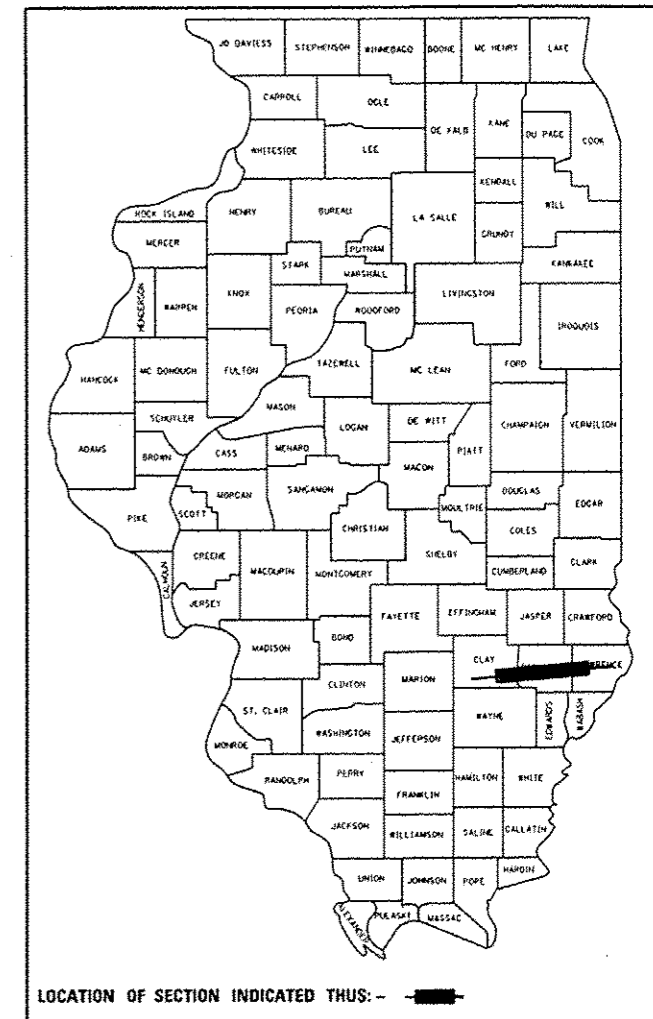 JO DAVIESS STEPHENSON WINNEBAGO BOONE MC HENRY LAKE
CARROLL OGLE DE KALB KANE DU PAGE COOK
WHITESIDE LEE
KENDALL WILL
ROCK ISLAND HENRY BUREAU LA SALLE GRUNDY
MERCER PUTNAM KANKAKEE
STARK MARSHALL
HENDERSON WARREN KNOX PEORIA WOODFORD LIVINGSTON IROQUOIS
HANCOCK MC DONOUGH FULTON TAZEWELL MC LEAN FORD
MASON
SCHUYLER LOGAN DE WITT CHAMPAIGN VERMILION
ADAMS BROWN CASS MENARD MACON PIATT
MORGAN SANGAMON DOUGLAS EDGAR
PIKE SCOTT CHRISTIAN MOULTRIE COLES
CALHOUN GREENE MACOUPIN MONTGOMERY SHELBY CUMBERLAND CLARK
JERSEY FAYETTE EFFINGHAM JASPER CRAWFORD
MADISON BOND
CLINTON MARION CLAY
ST. CLAIR WAYNE EDWARDS WABASH
MONROE WASHINGTON JEFFERSON
RANDOLPH PERRY HAMILTON WHITE
FRANKLIN
JACKSON WILLIAMSON SALINE GALLATIN
UNION JOHNSON POPE HARDIN
ALEXANDER PULASKI MASSAC
LOCATION OF SECTION INDICATED THUS: -